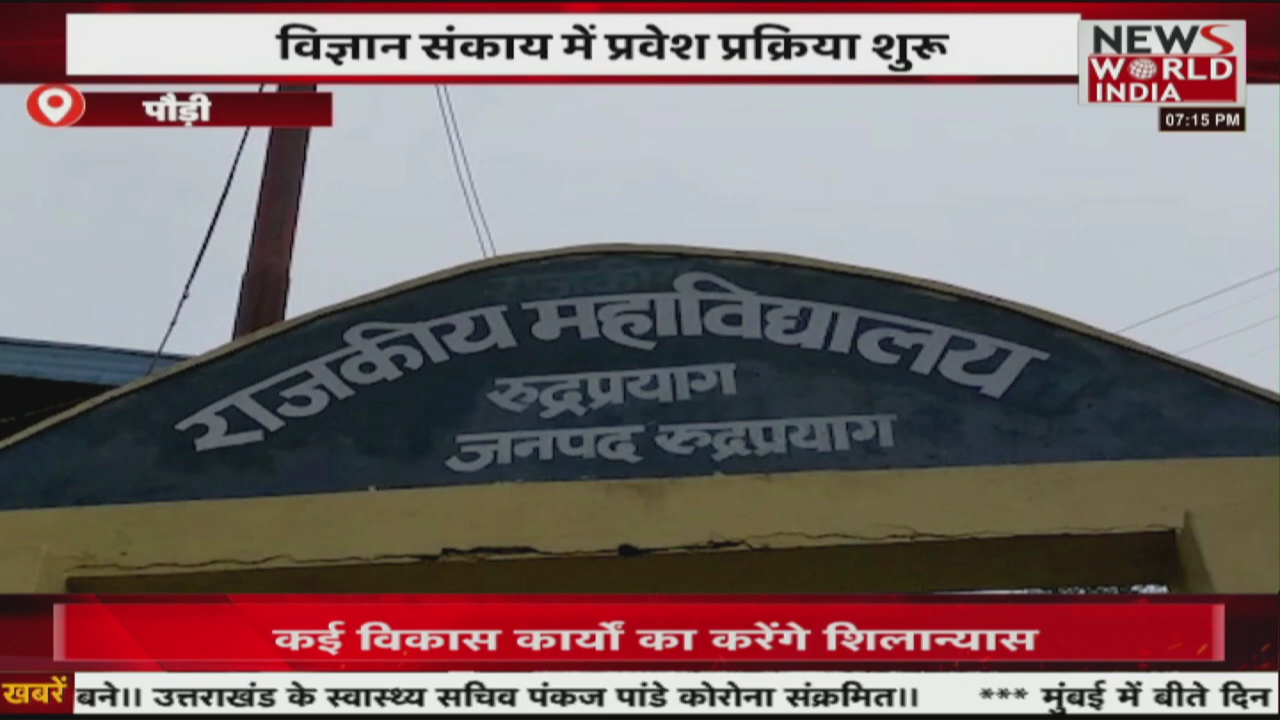 विज्ञान संकाय में प्रवेश प्रक्रिया शुरू
NEWS
WORLD
INDIA
07:15 PM
पौड़ी
राजकीय महाविद्यालय
रुद्रप्रयाग
जनपद रुद्रप्रयाग
कई विकास कार्यों का करेंगे शिलान्यास
खबरें बने।। उत्तराखंड के स्वास्थ्य सचिव पंकज पांडे कोरोना संक्रमित।। *** मुंबई में बीते दिन